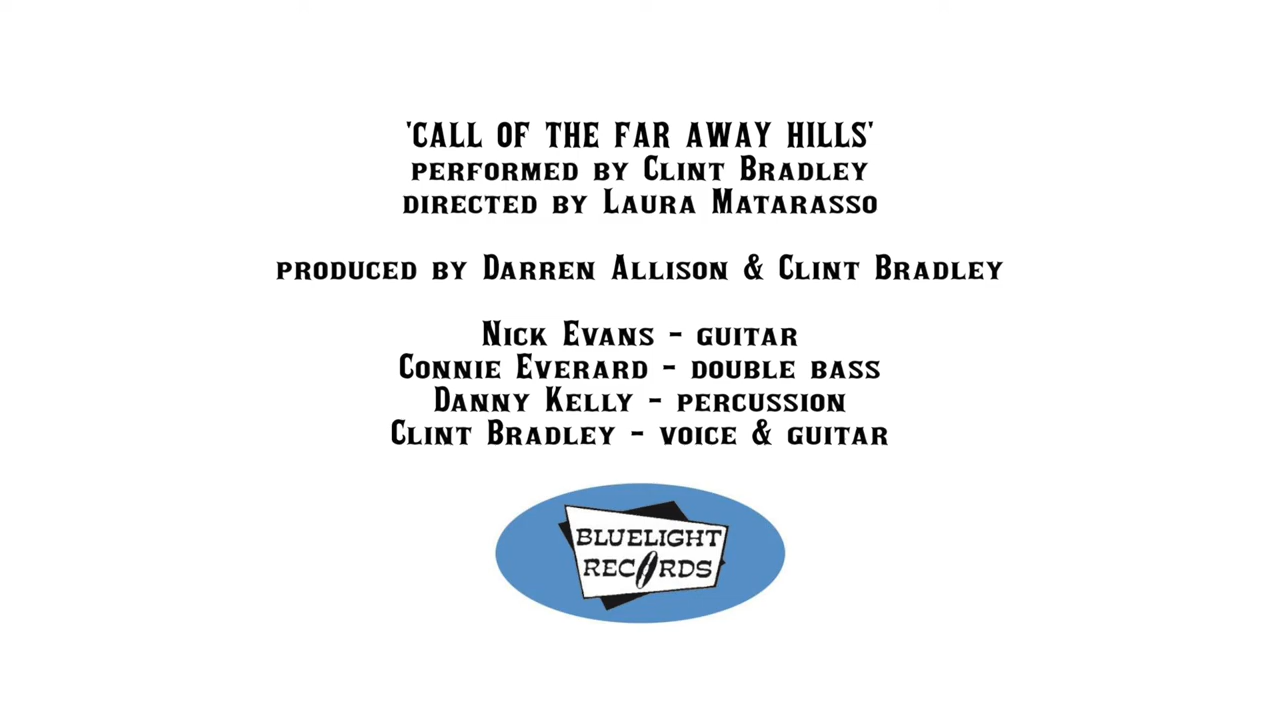 'CALL OF THE FAR AWAY HILLS'
PERFORMED BY CLINT BRADLEY
DIRECTED BY LAURA MATARASSO
PRODUCED BY DARREN ALLISON & CLINT BRADLEY
NICK EVANS - GUITAR
CONNIE EVERARD - DOUBLE BASS
DANNY KELLY - PERCUSSION
CLINT BRADLEY - VOICE & GUITAR
BLUELIGHT
RECORDS